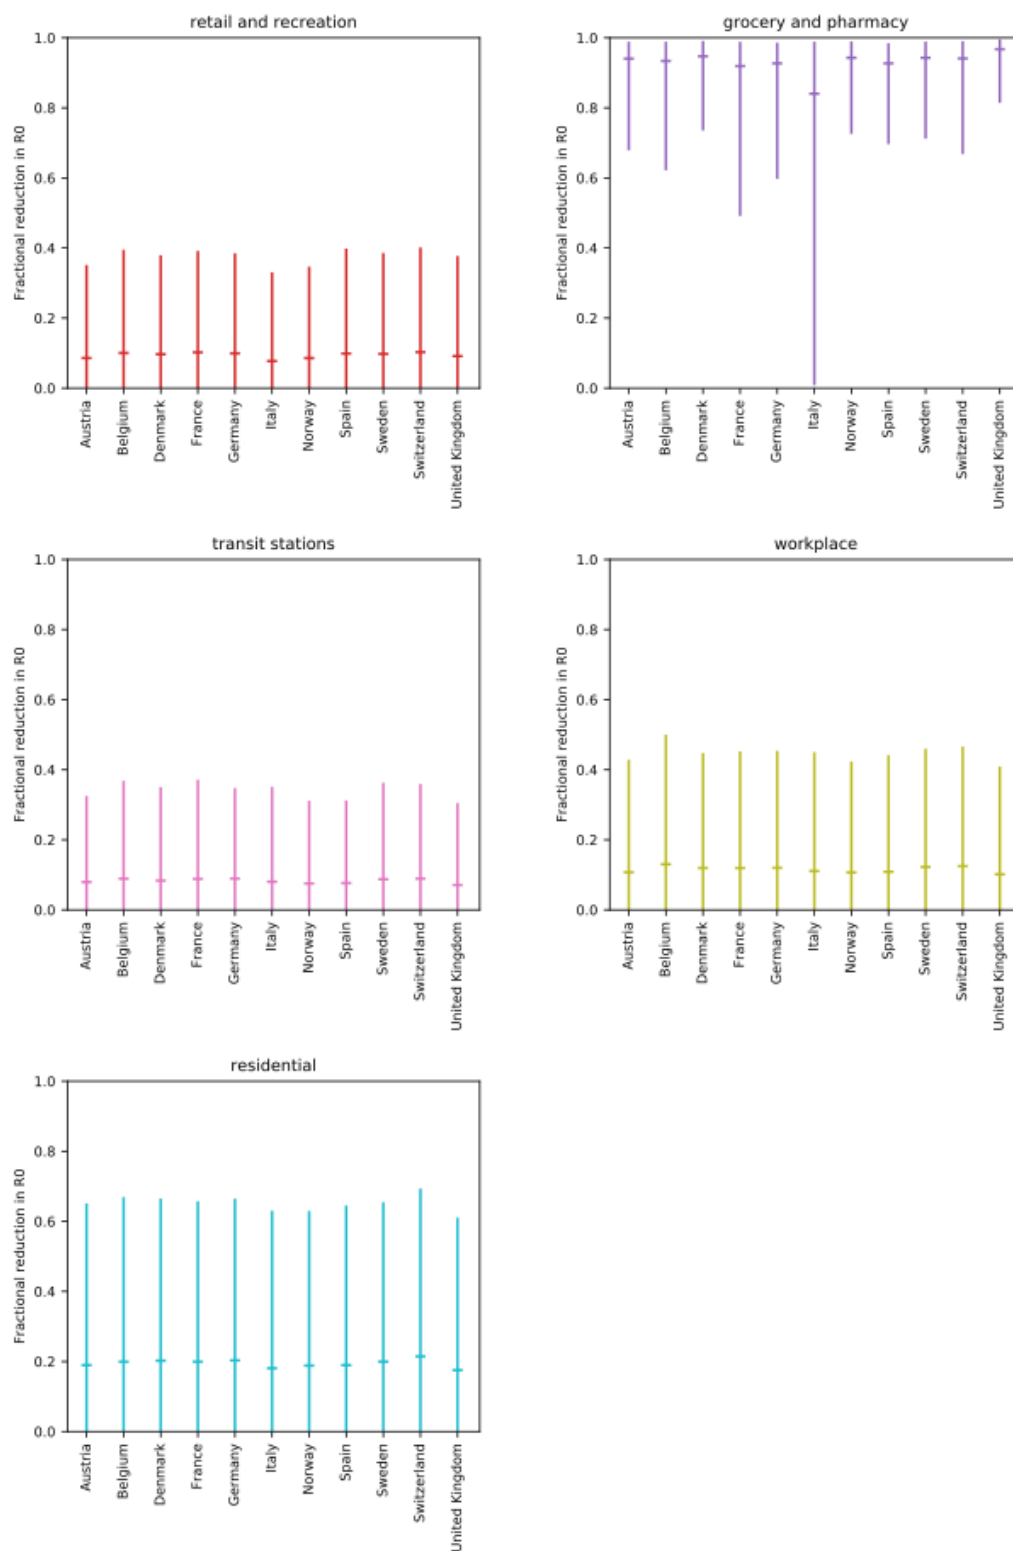 retail and recreation
Fractional reduction in R0
1.0
0.8
0.6
0.4
0.2
0.0
Austria
Belgium
Denmark
France
Germany
Italy
Norway
Spain
Sweden
Switzerland
United Kingdom
grocery and pharmacy
Fractional reduction in R0
1.0
0.8
0.6
0.4
0.2
0.0
Austria
Belgium
Denmark
France
Germany
Italy
Norway
Spain
Sweden
Switzerland
United Kingdom
transit stations
Fractional reduction in R0
1.0
0.8
0.6
0.4
0.2
0.0
Austria
Belgium
Denmark
France
Germany
Italy
Norway
Spain
Sweden
Switzerland
United Kingdom
workplace
Fractional reduction in R0
1.0
0.8
0.6
0.4
0.2
0.0
Austria
Belgium
Denmark
France
Germany
Italy
Norway
Spain
Sweden
Switzerland
United Kingdom
residential
Fractional reduction in R0
1.0
0.8
0.6
0.4
0.2
0.0
Austria
Belgium
Denmark
France
Germany
Italy
Norway
Spain
Sweden
Switzerland
United Kingdom